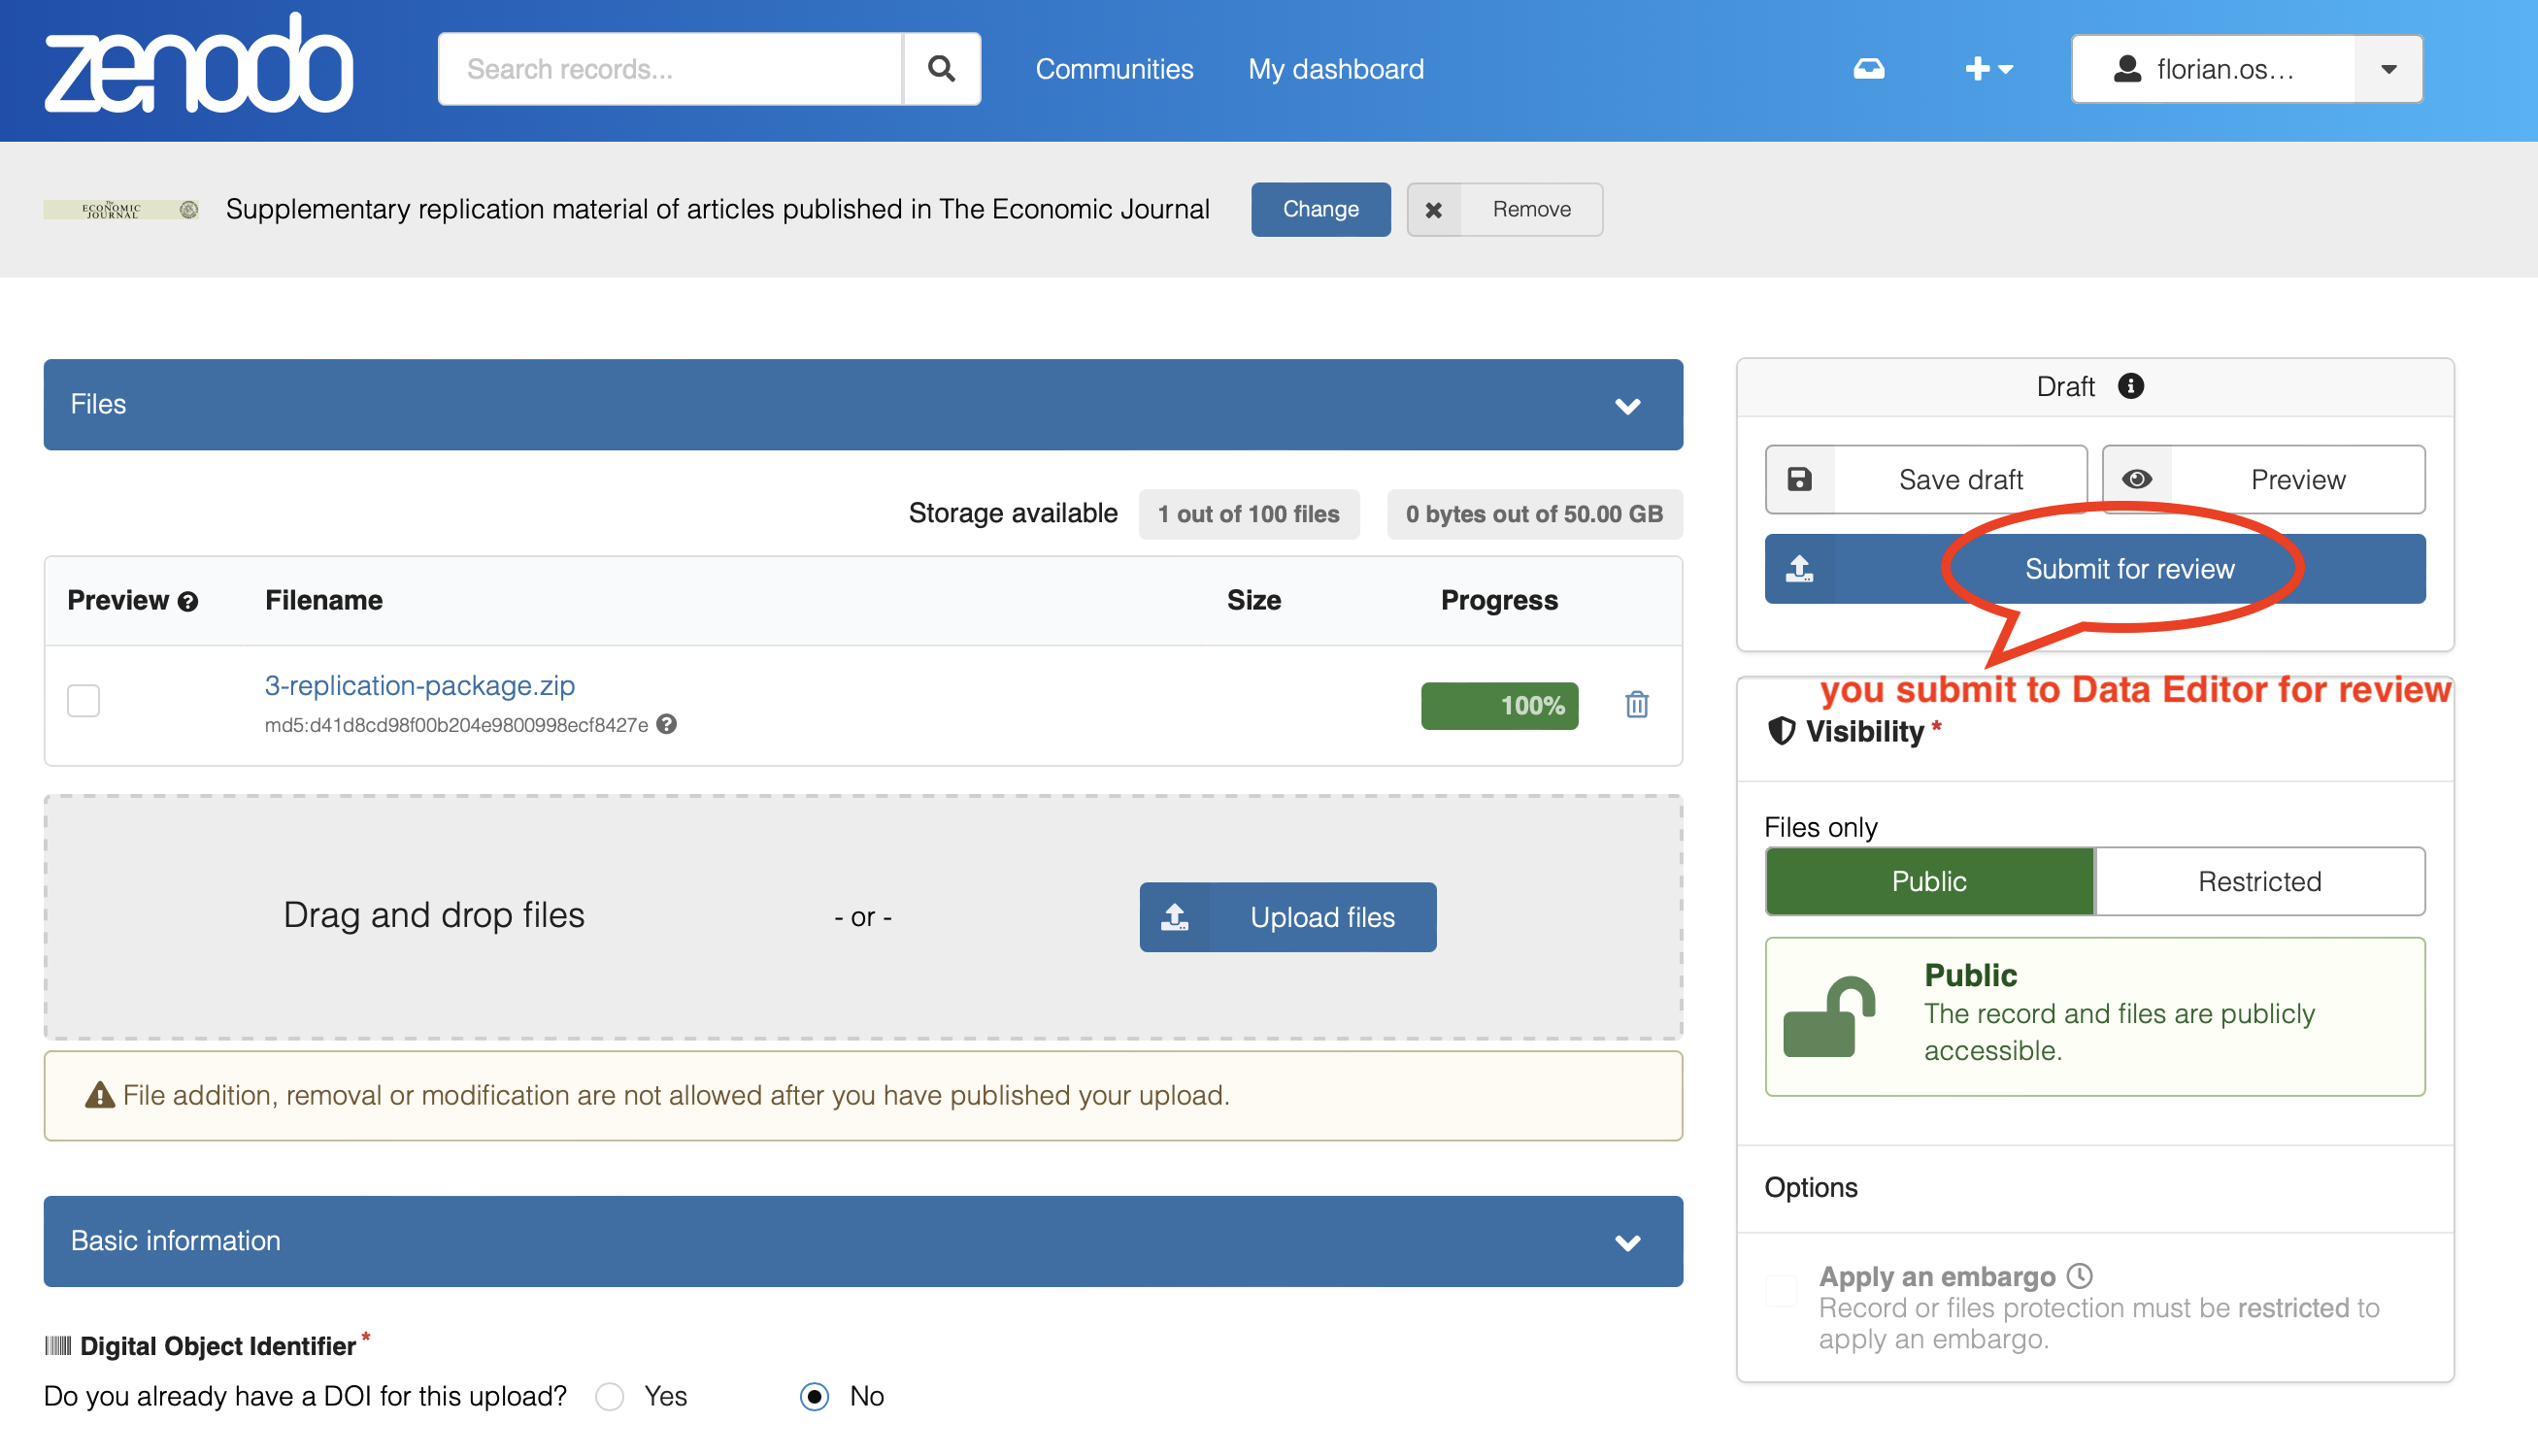 zenodo
Search records...
Communities
My dashboard
florian.os...
The
ECONOMIC
JOURNAL
Supplementary replication material of articles published in The Economic Journal
Change
Remove
Files
Storage available
1 out of 100 files
0 bytes out of 50.00 GB
Preview
Filename
Size
Progress
3-replication-package.zip
100%
md5:d41d8cd98f00b204e9800998ecf8427e
Drag and drop files
- or -
Upload files
File addition, removal or modification are not allowed after you have published your upload.
Basic information
Digital Object Identifier *
Do you already have a DOI for this upload? Yes No
Draft
Save draft
Preview
Submit for review
you submit to Data Editor for review
Visibility *
Files only
Public
Restricted
Public
The record and files are publicly
accessible.
Options
Apply an embargo
Record or files protection must be restricted to
apply an embargo.